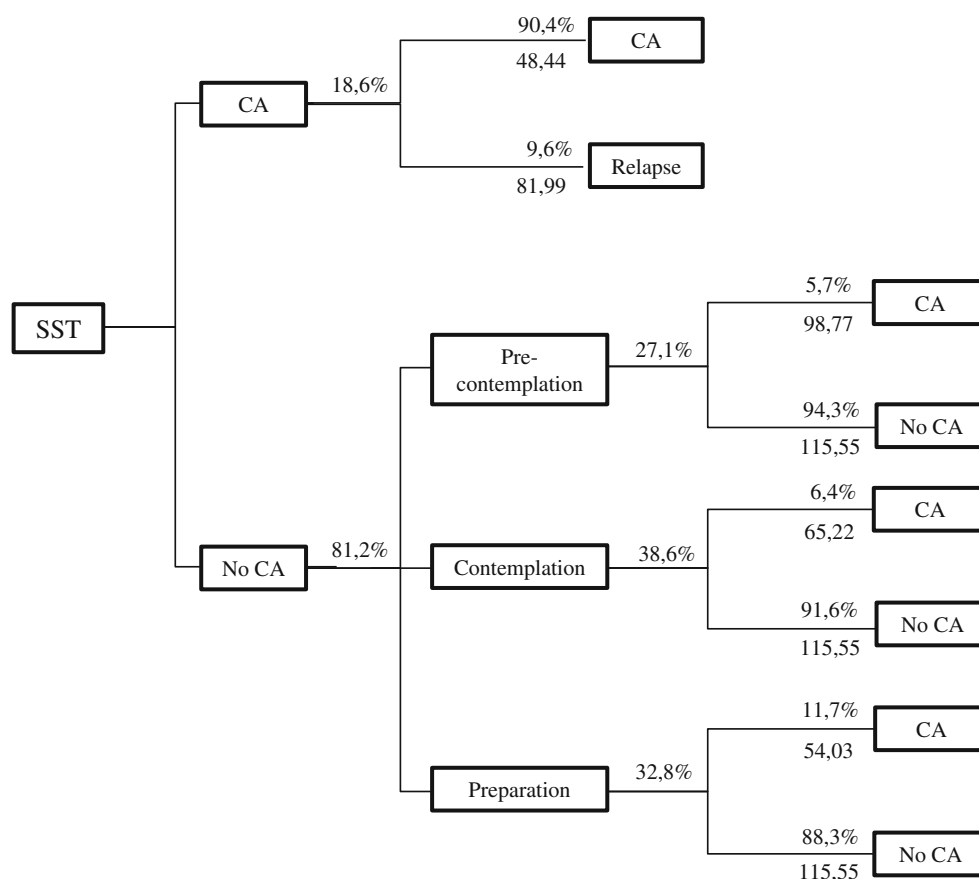 90,4%
CA
48,44
CA
18,6%
9,6%
Relapse
81,99
5,7%
CA
98,77
SST
Pre-
contemplation
27,1%
94,3%
No CA
115,55
6,4%
CA
65,22
No CA
81,2%
Contemplation
38,6%
91,6%
No CA
115,55
11,7%
CA
54,03
Preparation
32,8%
88,3%
No CA
115,55